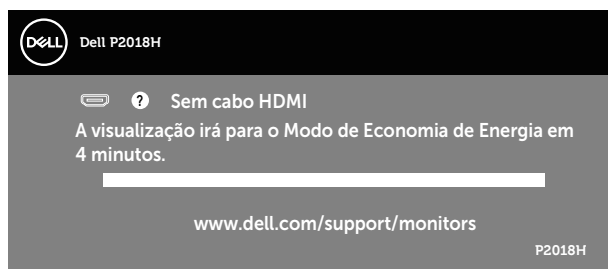 DELL Dell P2018H
? Sem cabo HDMI
A visualização irá para o Modo de Economia de Energia em
4 minutos.
www.dell.com/support/monitors
P2018H